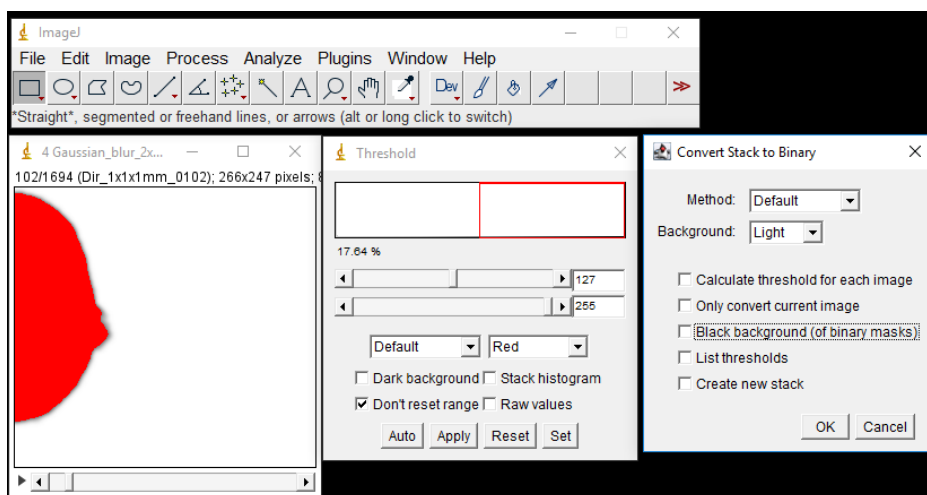 ImageJ
File Edit Image Process Analyze Plugins Window Help
A Dev >>
*Straight*, segmented or freehand lines, or arrows (alt or long click to switch)
4 Gaussian_blur_2x...
102/1694 (Dir_1x1x1mm_0102); 266x247 pixels; 8
Threshold
17.64 %
127
255
Default Red
Dark background Stack histogram
Don't reset range Raw values
Auto Apply Reset Set
Convert Stack to Binary
Method: Default
Background: Light
Calculate threshold for each image
Only convert current image
Black background (of binary masks)
List thresholds
Create new stack
OK Cancel